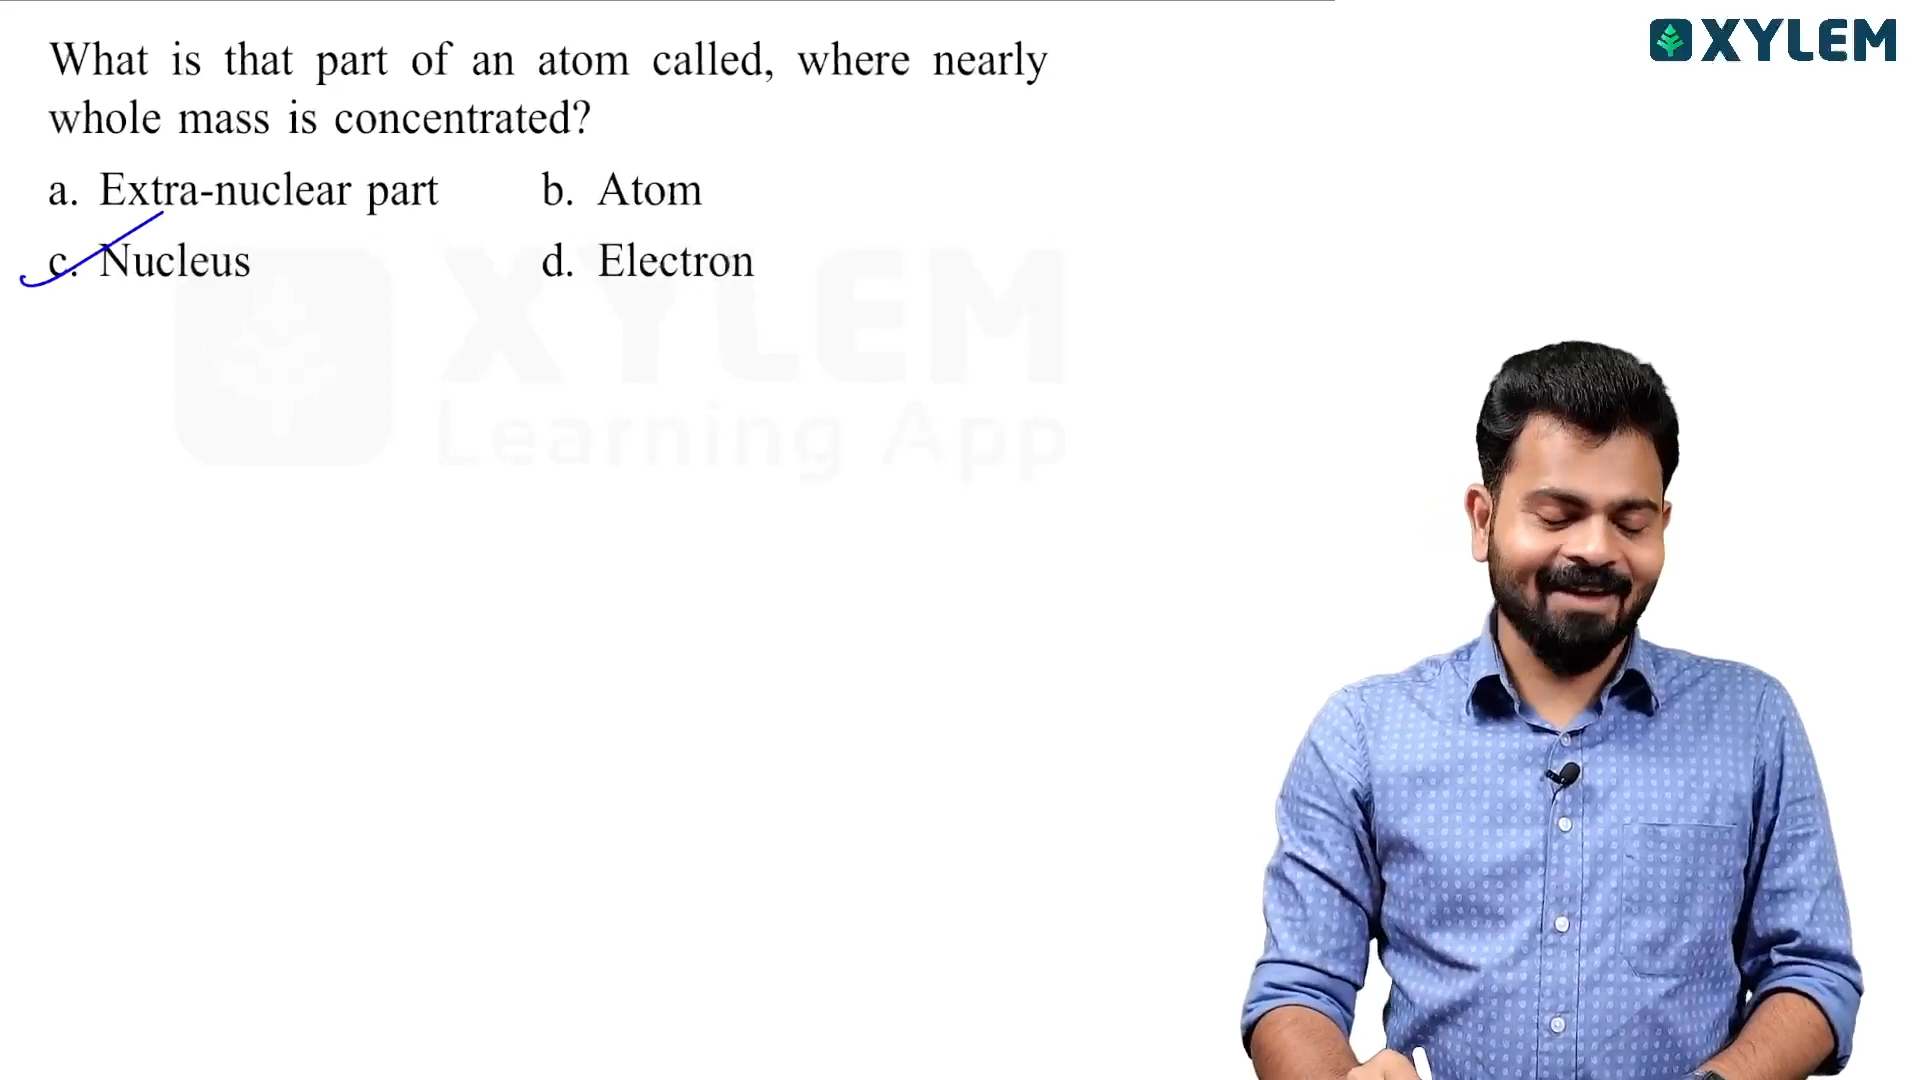 XYLEM
What is that part of an atom called, where nearly
whole mass is concentrated?
a. Extra-nuclear part b. Atom
c. Nucleus d. Electron
XYLEM
Learning App